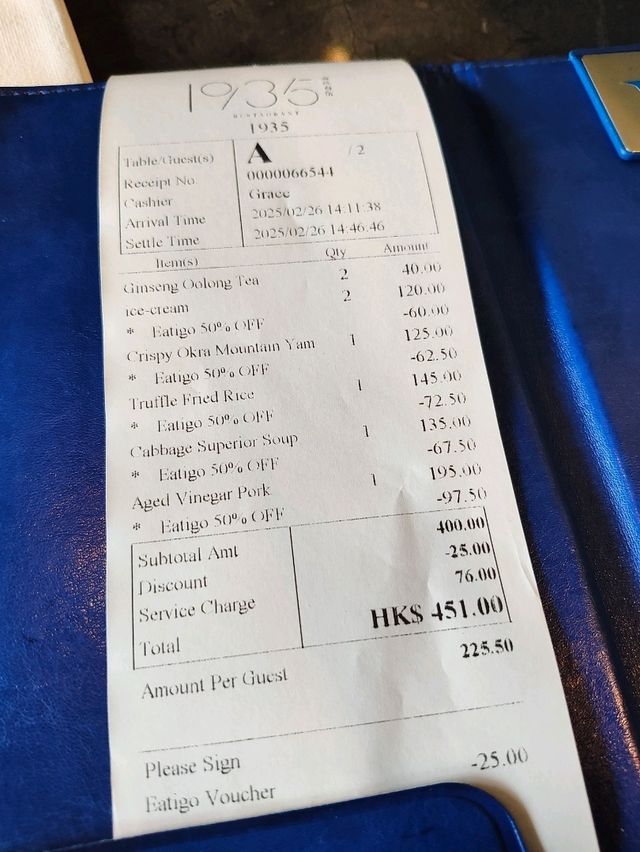 1935
RESTAURANT
1935
Table/Guest(s) A / 2
Receipt No. 0000066544
Cashier Grace
Arrival Time 2025/02/26 14:11:38
Settle Time 2025/02/26 14:46:46
Item(s) Qty Amount
Ginseng Oolong Tea 2 40.00
ice-cream 2 120.00
* Eatigo 50% OFF -60.00
Crispy Okra Mountain Yam 1 125.00
* Eatigo 50% OFF -62.50
Truffle Fried Rice 1 145.00
* Eatigo 50% OFF -72.50
Cabbage Superior Soup 1 135.00
* Eatigo 50% OFF -67.50
Aged Vinegar Pork 1 195.00
* Eatigo 50% OFF -97.50
Subtotal Amt 400.00
Discount -25.00
Service Charge 76.00
Total HK$ 451.00
Amount Per Guest 225.50
Please Sign
Eatigo Voucher -25.00